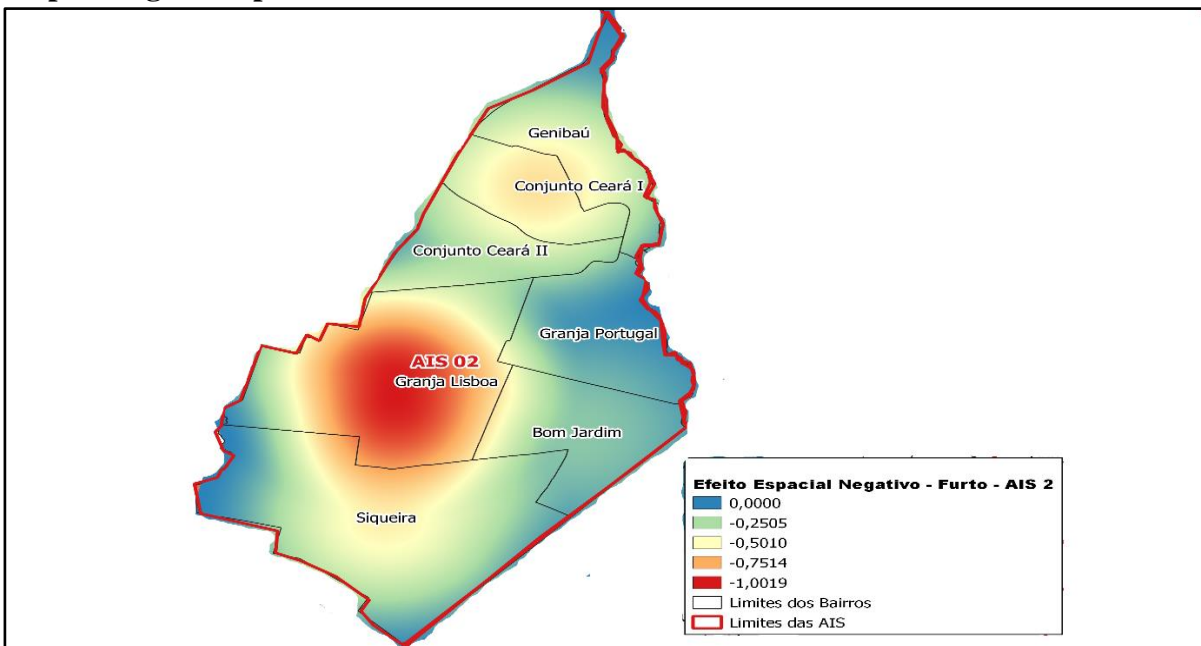 Genibaú
Conjunto Ceará I
Conjunto Ceará II
Granja Portugal
AIS 02
Granja Lisboa
Bom Jardim
Siqueira
Efeito Espacial Negativo - Furto - AIS 2
0,0000
-0,2505
-0,5010
-0,7514
-1,0019
Limites dos Bairros
Limites das AIS